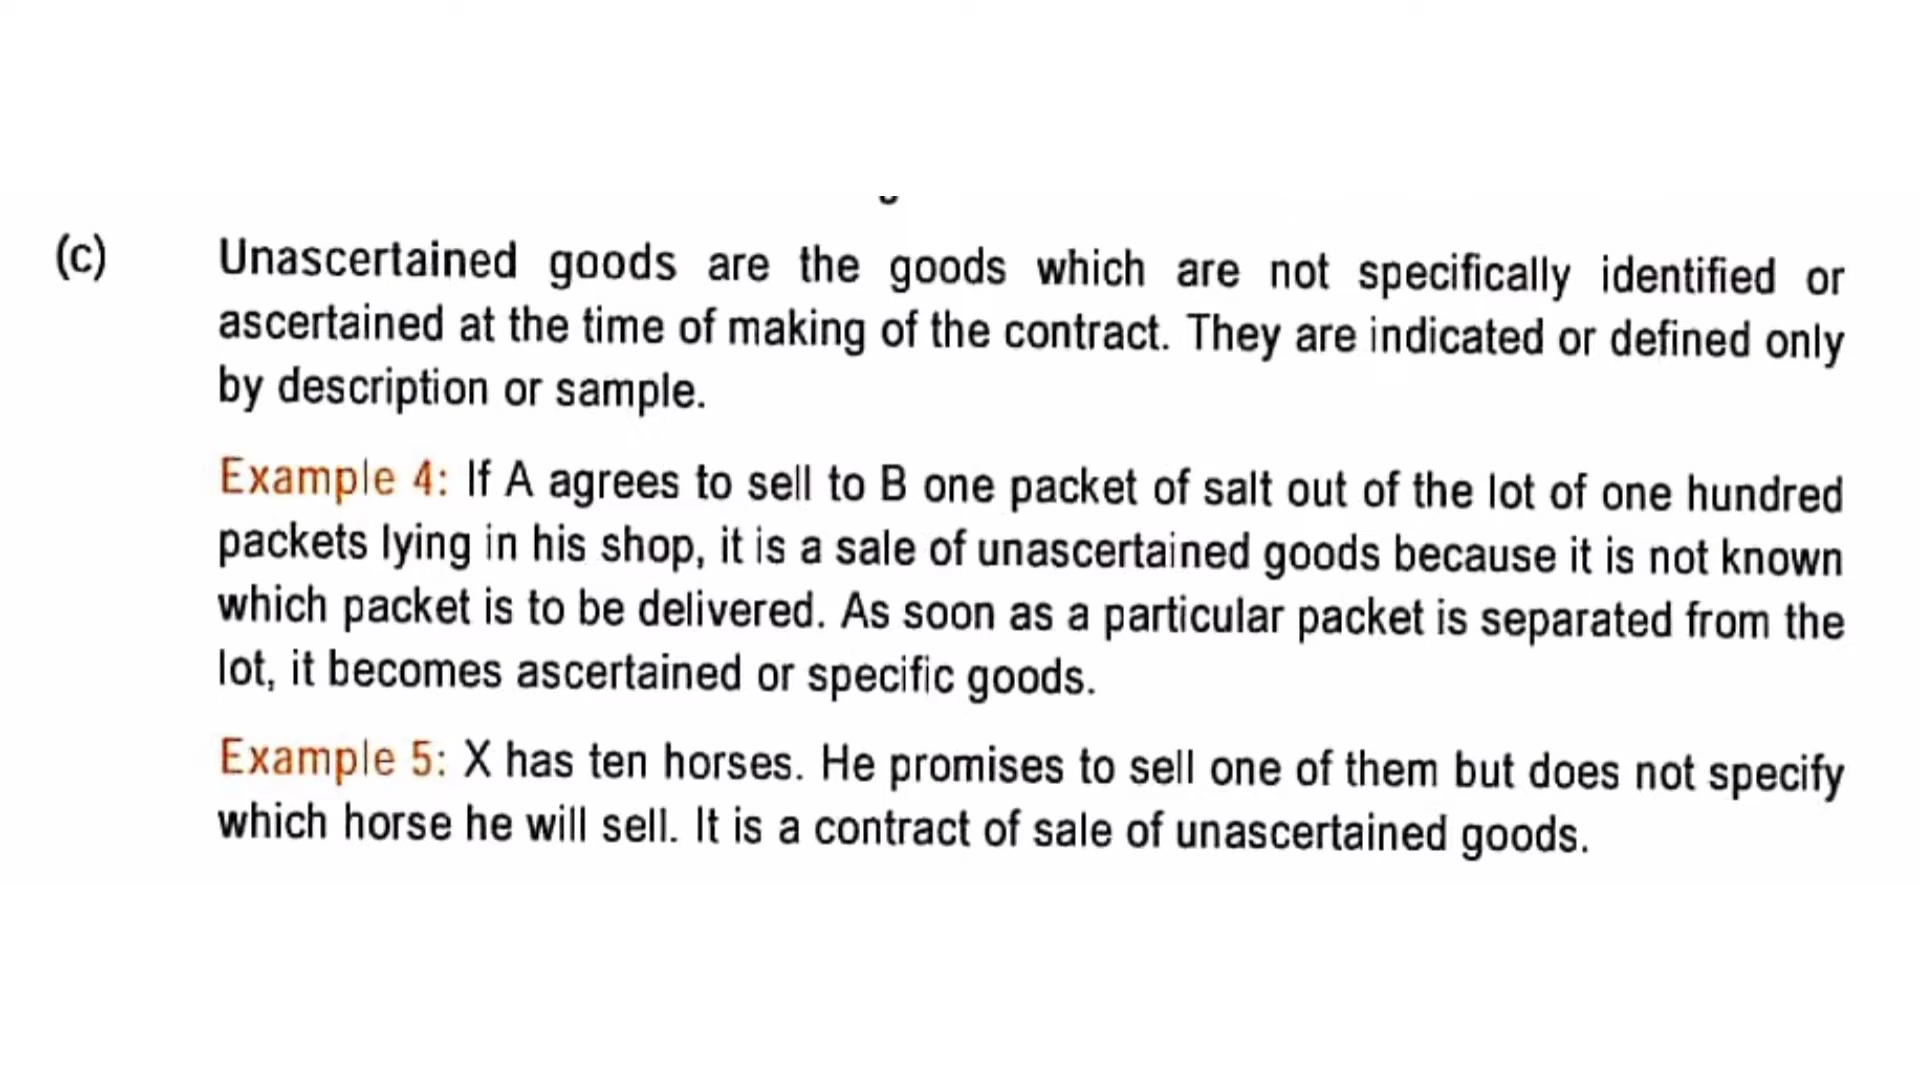 (c) Unascertained goods are the goods which are not specifically identified or
ascertained at the time of making of the contract. They are indicated or defined only
by description or sample.
Example 4: If A agrees to sell to B one packet of salt out of the lot of one hundred
packets lying in his shop, it is a sale of unascertained goods because it is not known
which packet is to be delivered. As soon as a particular packet is separated from the
lot, it becomes ascertained or specific goods.
Example 5: X has ten horses. He promises to sell one of them but does not specify
which horse he will sell. It is a contract of sale of unascertained goods.